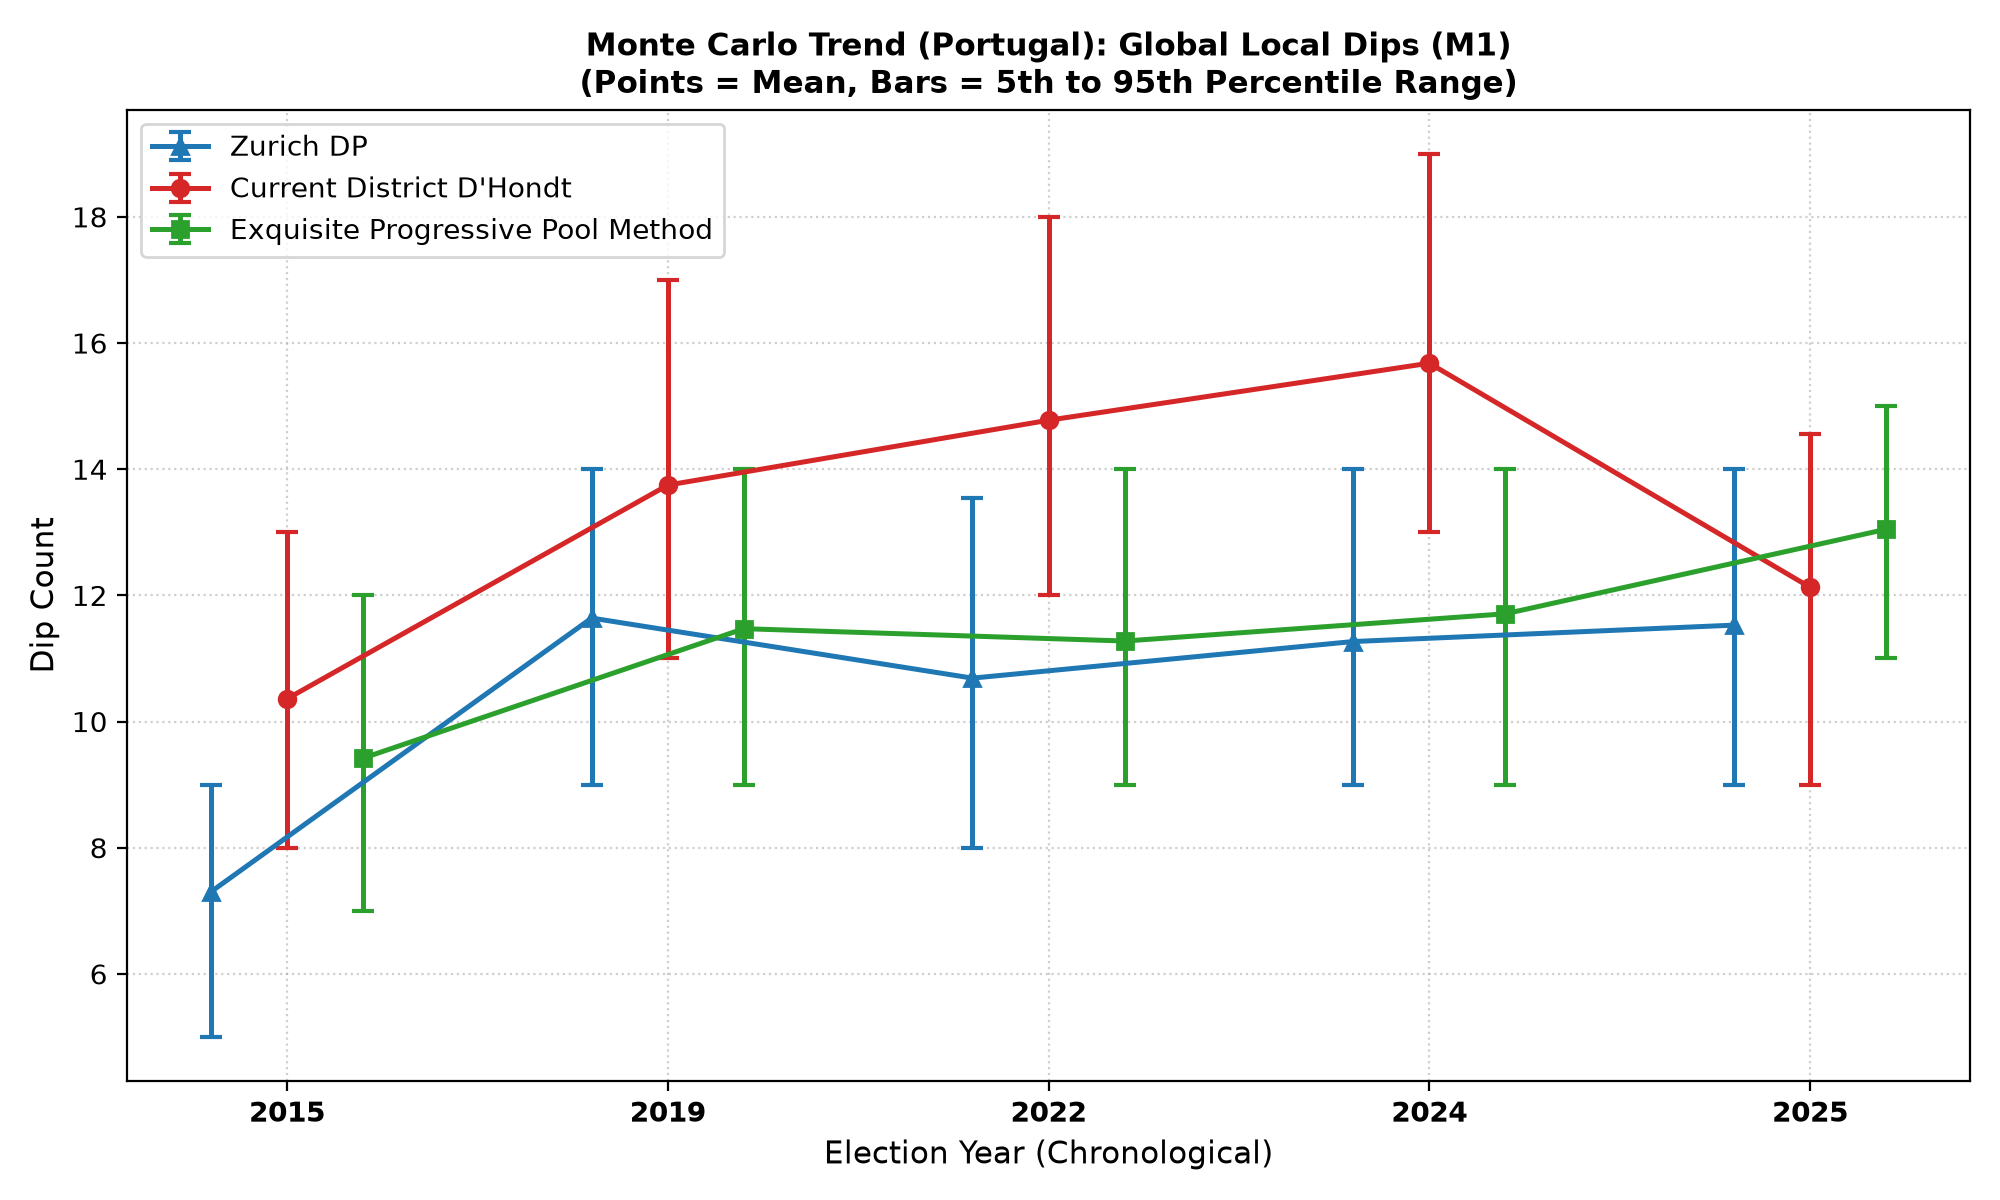 Monte Carlo Trend (Portugal): Global Local Dips (M1)
(Points = Mean, Bars = 5th to 95th Percentile Range)
Zurich DP
Current District D'Hondt
Exquisite Progressive Pool Method
18
16
14
12
10
8
6
Dip Count
2015
2019
2022
2024
2025
Election Year (Chronological)